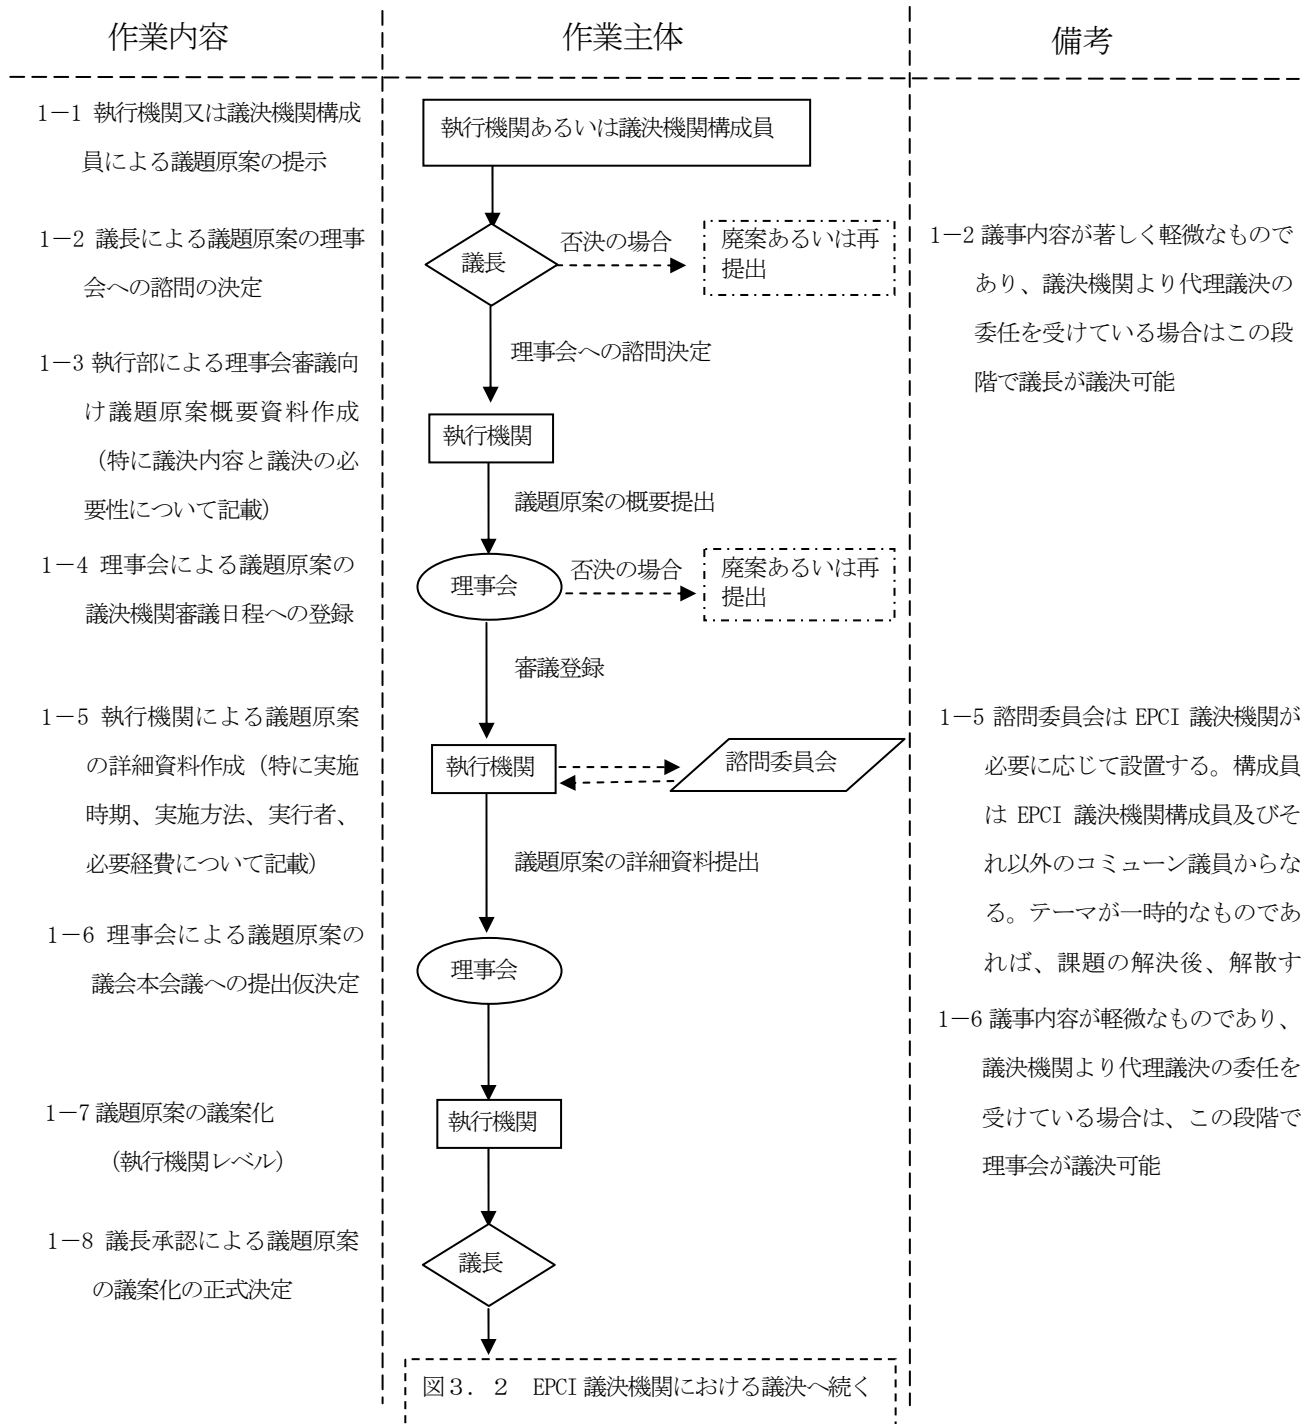 作業内容
作業主体
備考
1－1 執行機関又は議決機関構成
員による議題原案の提示
1－2 議長による議題原案の理事
会への諮問の決定
1－3 執行部による理事会審議向
け議題原案概要資料作成
（特に議決内容と議決の必
要性について記載）
1－4 理事会による議題原案の
議決機関審議日程への登録
1－5 執行機関による議題原案
の詳細資料作成（特に実施
時期、実施方法、実行者、
必要経費について記載）
1－6 理事会による議題原案の
議会本会議への提出仮決定
1－7 議題原案の議案化
（執行機関レベル）
1－8 議長承認による議題原案
の議案化の正式決定
執行機関あるいは議決機関構成員
議長
否決の場合
廃案あるいは再
提出
理事会への諮問決定
執行機関
議題原案の概要提出
理事会
否決の場合
廃案あるいは再
提出
審議登録
執行機関
諮問委員会
議題原案の詳細資料提出
理事会
執行機関
議長
図３．２　EPCI 議決機関における議決へ続く
1－2 議事内容が著しく軽微なもので
あり、議決機関より代理議決の
委任を受けている場合はこの段
階で議長が議決可能
1－5 諮問委員会は EPCI 議決機関が
必要に応じて設置する。構成員
は EPCI 議決機関構成員及びそ
れ以外のコミューン議員からな
る。テーマが一時的なものであ
れば、課題の解決後、解散す
1－6 議事内容が軽微なものであり、
議決機関より代理議決の委任を
受けている場合は、この段階で
理事会が議決可能